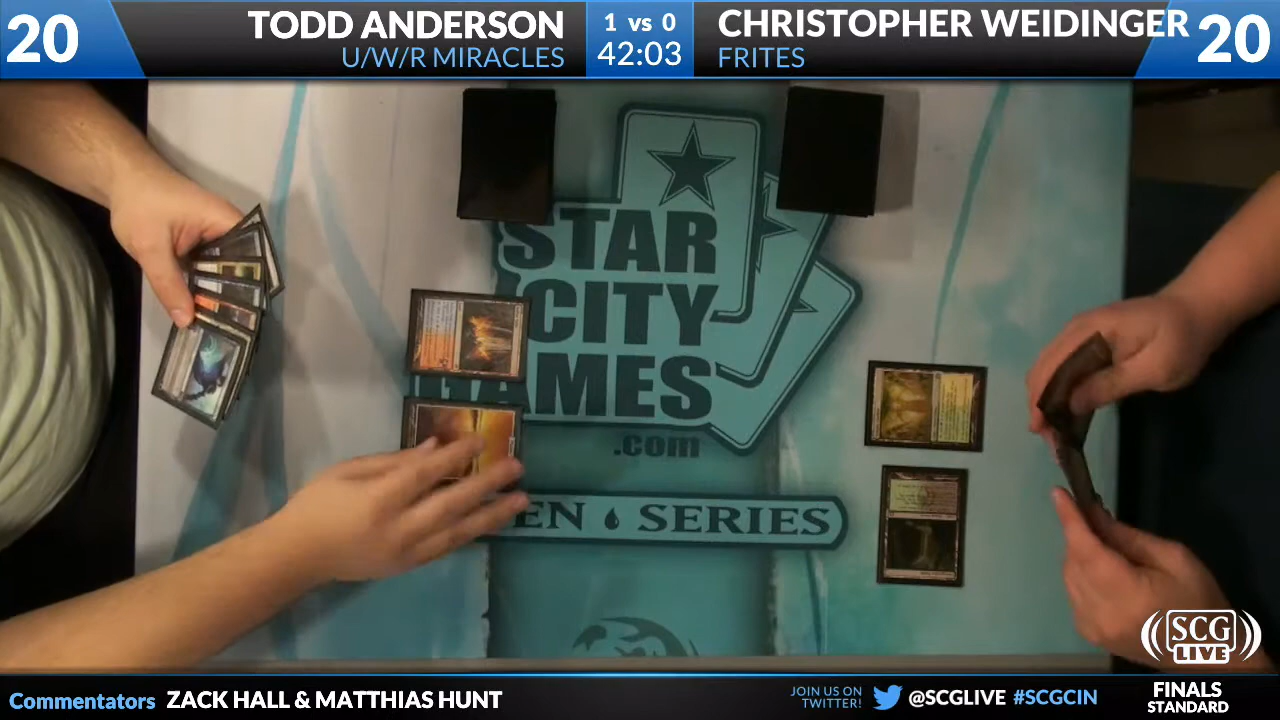 20
TODD ANDERSON
U/W/R MIRACLES
1 vs 0
42:03
CHRISTOPHER WEIDINGER
FRITES
20
STAR
CITY
GAMES
.com
EN SERIES
SCG
LIVE
Commentators ZACK HALL & MATTHIAS HUNT
JOIN US ON
TWITTER!
@SCGLIVE #SCGCIN
FINALS
STANDARD